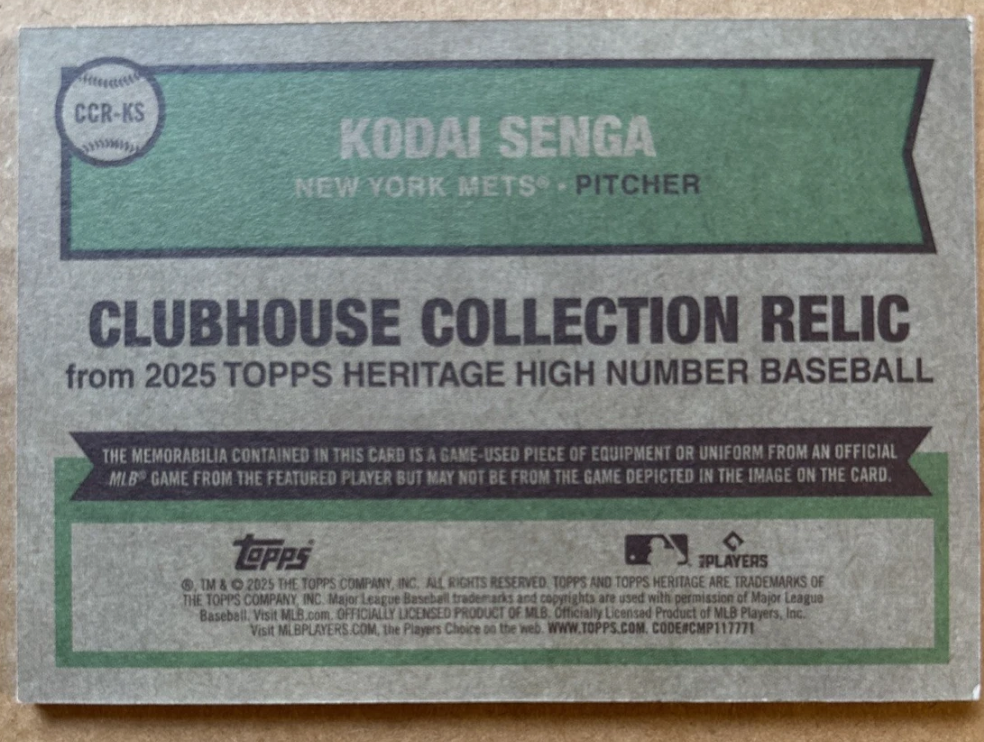 CCR-KS
KODAI SENGA
NEW YORK METS® • PITCHER
CLUBHOUSE COLLECTION RELIC
from 2025 TOPPS HERITAGE HIGH NUMBER BASEBALL
THE MEMORABILIA CONTAINED IN THIS CARD IS A GAME-USED PIECE OF EQUIPMENT OR UNIFORM FROM AN OFFICIAL
MLB® GAME FROM THE FEATURED PLAYER BUT MAY NOT BE FROM THE GAME DEPICTED IN THE IMAGE ON THE CARD.
Topps
MLB PLAYERS
®, TM & © 2025 THE TOPPS COMPANY, INC. ALL RIGHTS RESERVED. TOPPS AND TOPPS HERITAGE ARE TRADEMARKS OF
THE TOPPS COMPANY, INC. Major League Baseball trademarks and copyrights are used with permission of Major League
Baseball. Visit MLB.com. OFFICIALLY LICENSED PRODUCT OF MLB. Officially Licensed Product of MLB Players, Inc.
Visit MLBPLAYERS.COM, the Players Choice on the web. WWW.TOPPS.COM. CODE#CMP117771